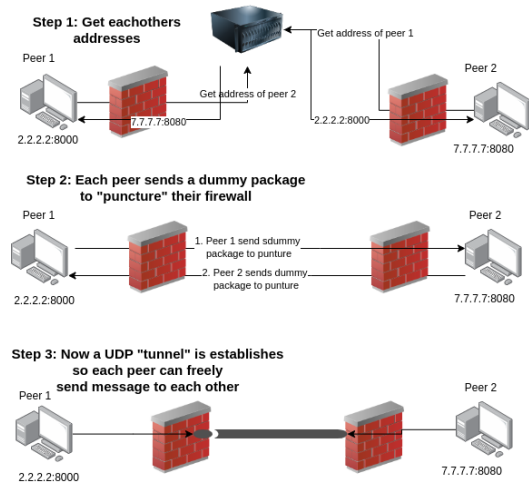 Step 1: Get eachothers
addresses
Get address of peer 1
Peer 1
Peer 2
Get address of peer 2
7.7.7.7:8080
2.2.2.2:8000
2.2.2.2:8000
7.7.7.7:8080
Step 2: Each peer sends a dummy package
to "puncture" their firewall
Peer 1
Peer 2
1. Peer 1 send sdummy
package to punture
2. Peer 2 sends dummy
package to punture
2.2.2.2:8000
7.7.7.7:8080
Step 3: Now a UDP "tunnel" is establishes
so each peer can freely
send message to each other
Peer 1
Peer 2
2.2.2.2:8000
7.7.7.7:8080